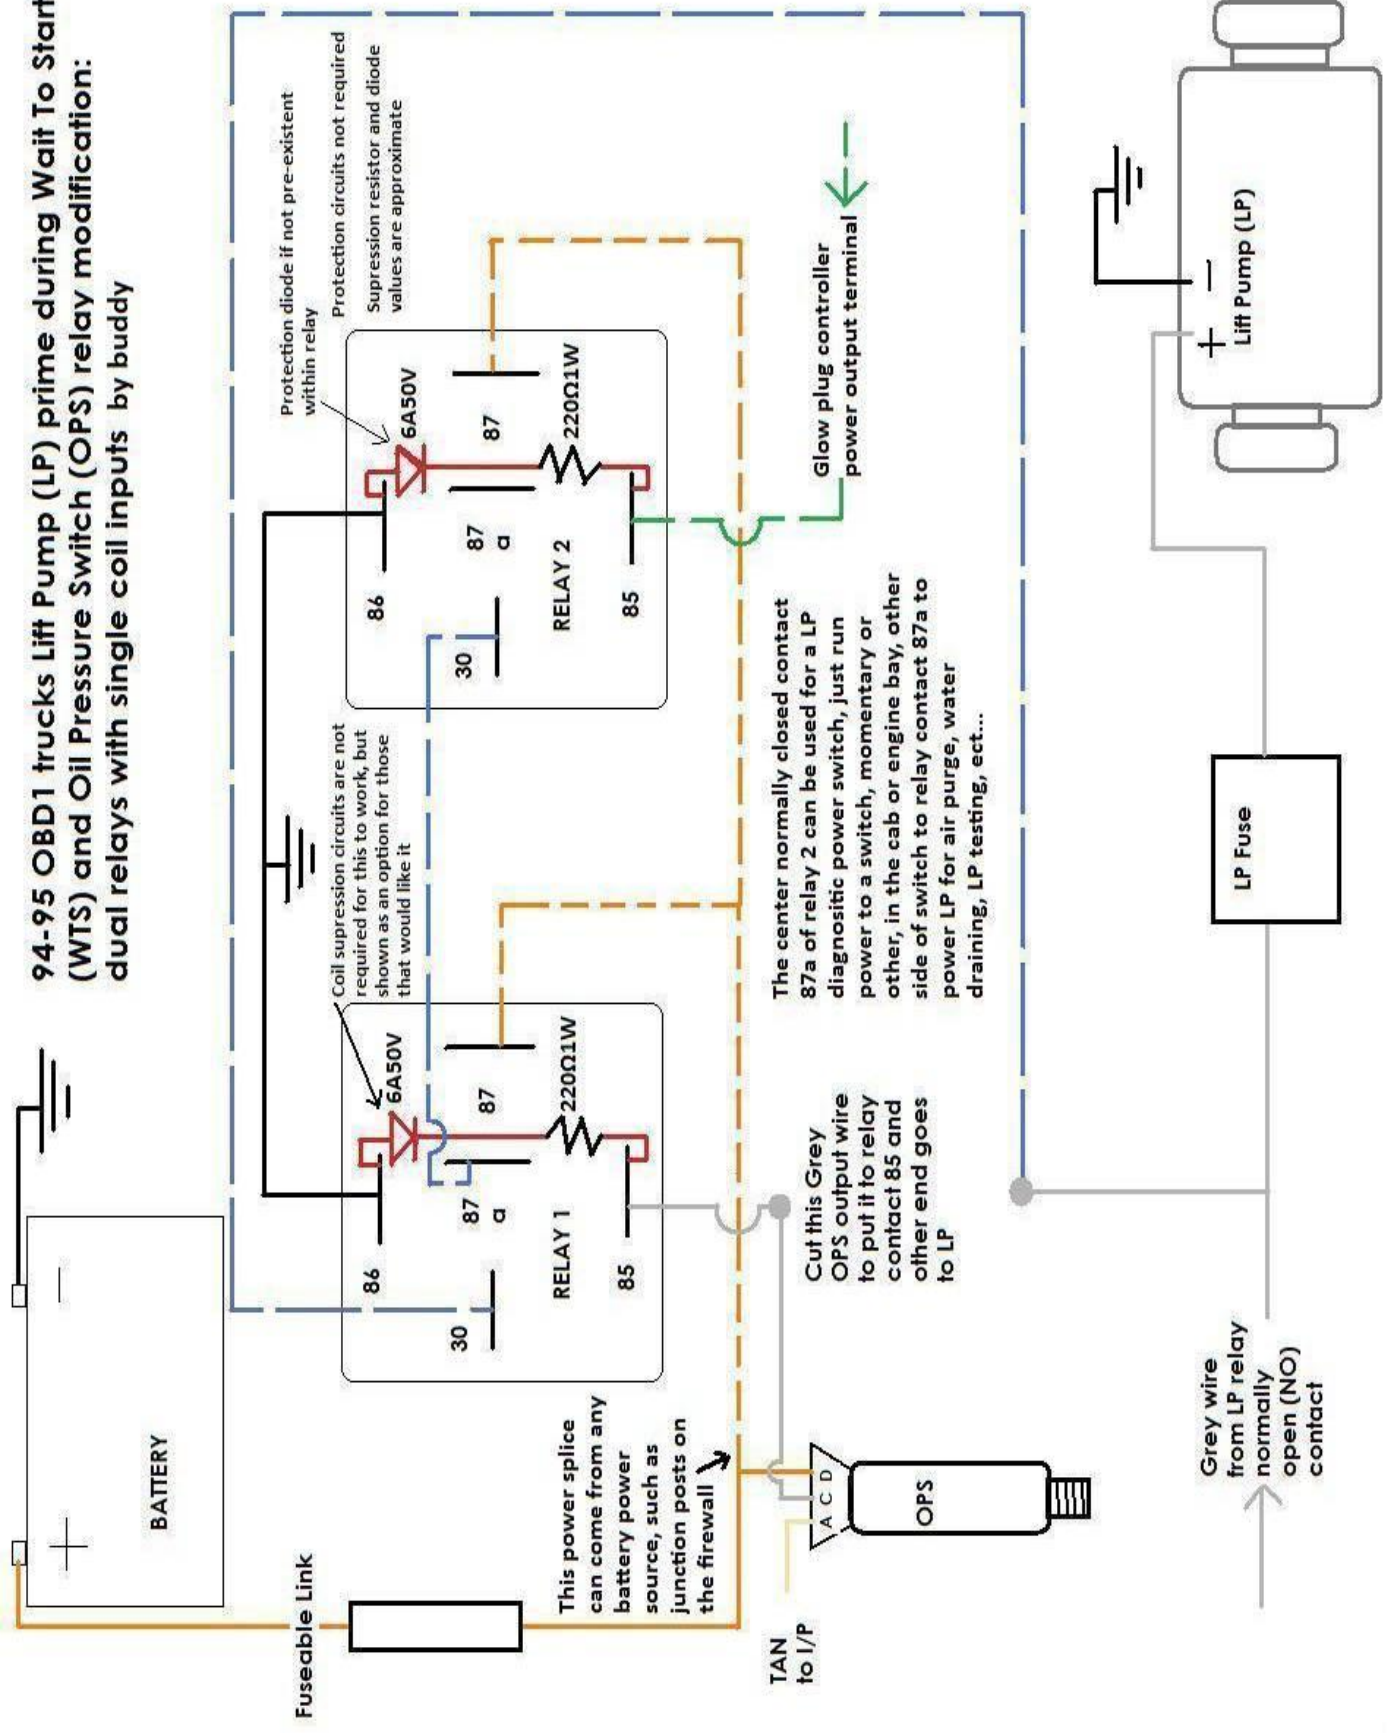 94-95 OBD1 trucks Lift Pump (LP) prime during Wait To Start
(WTS) and Oil Pressure Switch (OPS) relay modification:
dual relays with single coil inputs by buddy
BATTERY
Fuseable Link
Coil supression circuits are not
required for this to work, but
shown as an option for those
that would like it
Protection diode if not pre-existent
within relay
Protection circuits not required
Supression resistor and diode
values are approximate
86
6A50V
30
87
a
87
RELAY 1
220Ω1W
85
86
6A50V
30
87
a
87
RELAY 2
220Ω1W
85
This power splice
can come from any
battery power
source, such as
junction posts on
the firewall
TAN
to I/P
A C D
OPS
Cut this Grey
OPS output wire
to put it to relay
contact 85 and
other end goes
to LP
The center normally closed contact
87a of relay 2 can be used for a LP
diagnositic power switch, just run
power to a switch, momentary or
other, in the cab or engine bay, other
side of switch to relay contact 87a to
power LP for air purge, water
draining, LP testing, ect...
Glow plug controller
power output terminal
Grey wire
from LP relay
normally
open (NO)
contact
LP Fuse
+
–
Lift Pump (LP)